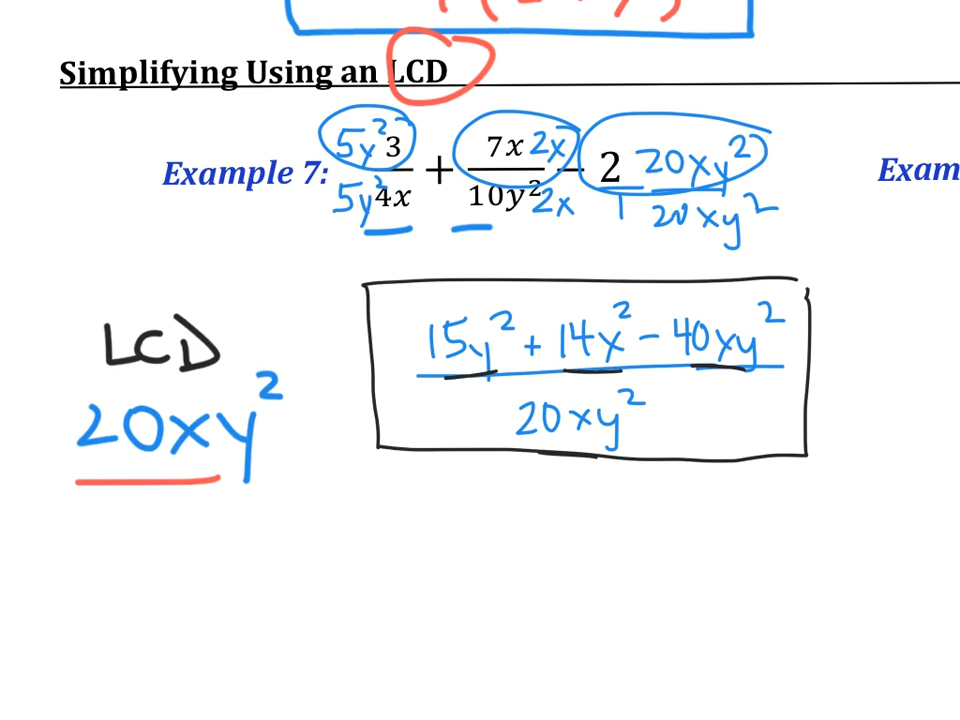 Simplifying Using an LCD
Example 7: 5y² 3 / 5y² 4x + 7x 2x / 10y² 2x − 2 20xy² / 1 20xy²
Exam
LCD
20xy²
15y² + 14x² − 40xy²
20xy²